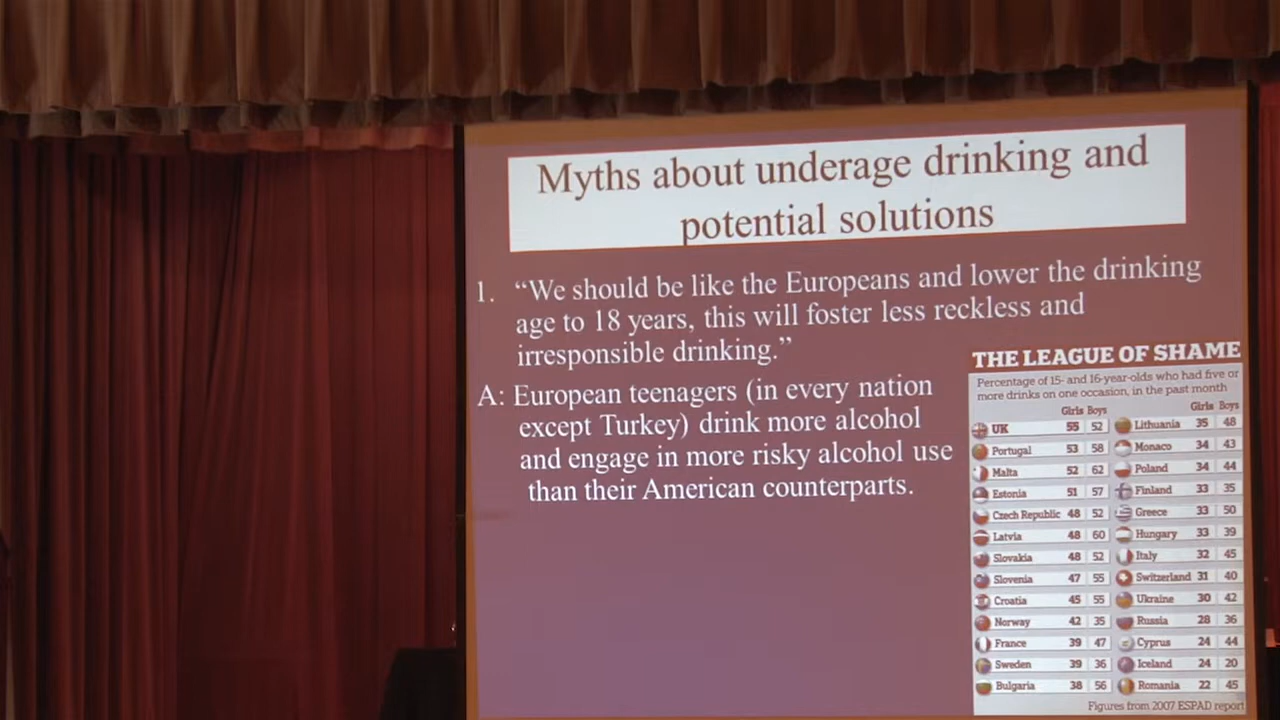 Myths about underage drinking and
potential solutions
1. “We should be like the Europeans and lower the drinking
age to 18 years, this will foster less reckless and
irresponsible drinking.”
A: European teenagers (in every nation
except Turkey) drink more alcohol
and engage in more risky alcohol use
than their American counterparts.
THE LEAGUE OF SHAME
Percentage of 15- and 16-year-olds who had five or
more drinks on one occasion, in the past month
Girls Boys Girls Boys
UK 55 52 Lithuania 35 48
Portugal 53 58 Monaco 34 43
Malta 52 62 Poland 34 44
Estonia 51 57 Finland 33 35
Czech Republic 48 52 Greece 33 50
Latvia 48 60 Hungary 33 39
Slovakia 48 52 Italy 32 45
Slovenia 47 55 Switzerland 31 40
Croatia 45 55 Ukraine 30 42
Norway 42 35 Russia 28 36
France 39 47 Cyprus 24 44
Sweden 39 36 Iceland 24 20
Bulgaria 38 56 Romania 22 45
Figures from 2007 ESPAD report